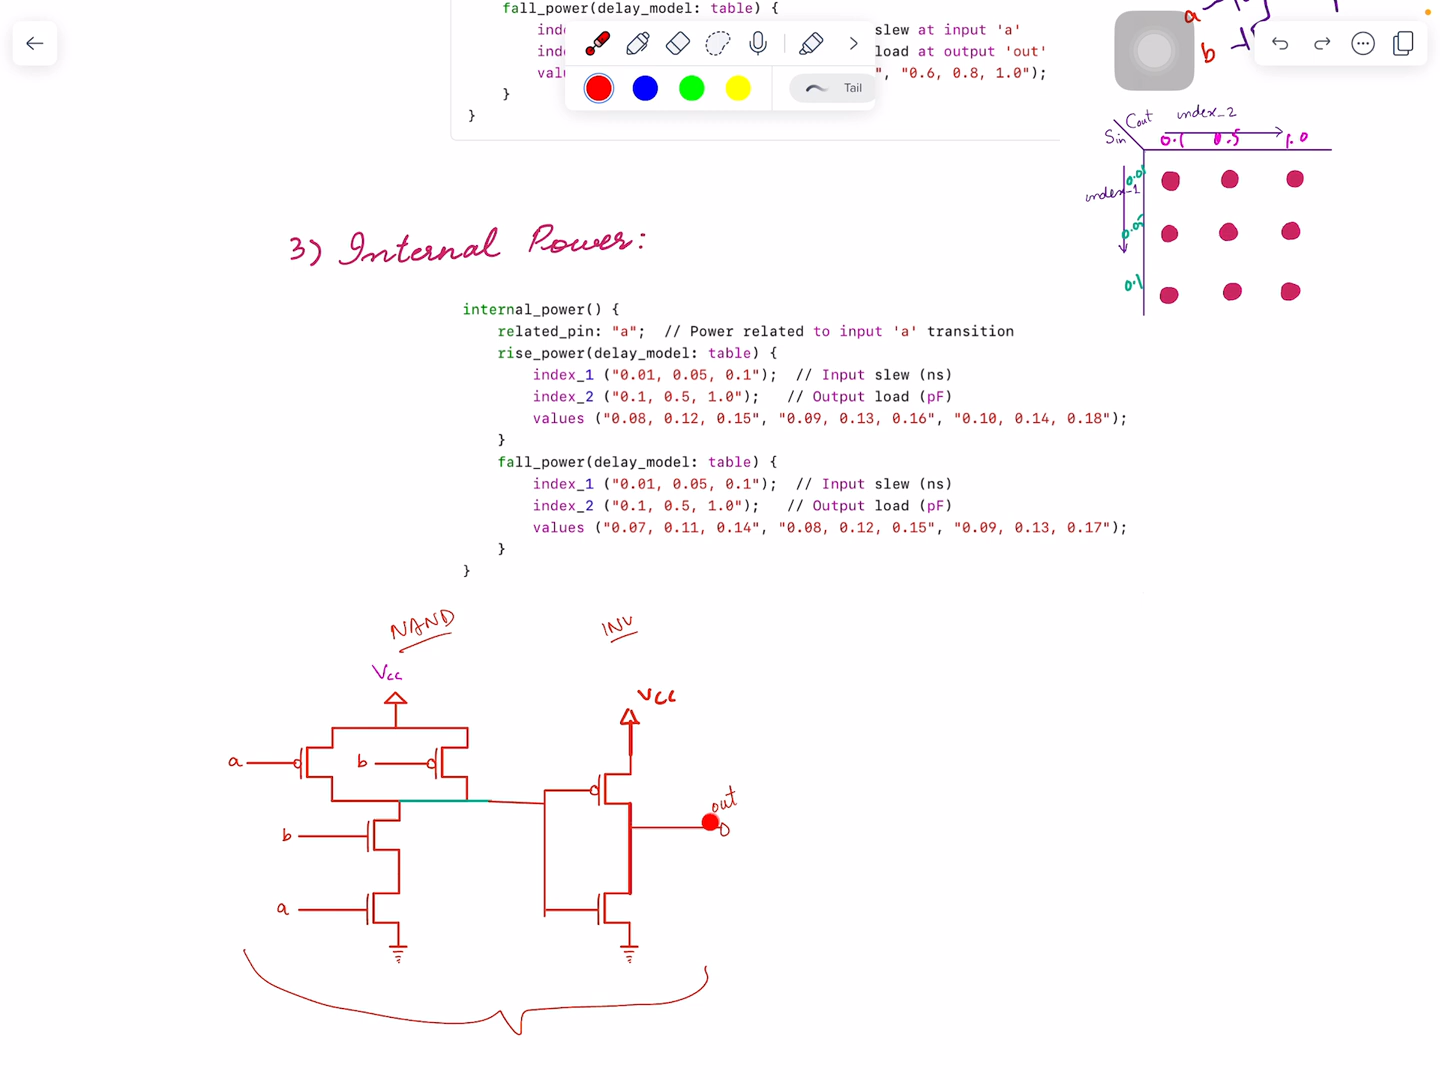 fall_power(delay_model: table) {
slew at input 'a'
load at output 'out'
", "0.6, 0.8, 1.0");
}
}
Tail
a
b
Cout index_2
Sin
0.1 0.5 1.0
0.01
index_1
0.05
0.1
3) Internal Power:
internal_power() {
related_pin: "a"; // Power related to input 'a' transition
rise_power(delay_model: table) {
index_1 ("0.01, 0.05, 0.1"); // Input slew (ns)
index_2 ("0.1, 0.5, 1.0"); // Output load (pF)
values ("0.08, 0.12, 0.15", "0.09, 0.13, 0.16", "0.10, 0.14, 0.18");
}
fall_power(delay_model: table) {
index_1 ("0.01, 0.05, 0.1"); // Input slew (ns)
index_2 ("0.1, 0.5, 1.0"); // Output load (pF)
values ("0.07, 0.11, 0.14", "0.08, 0.12, 0.15", "0.09, 0.13, 0.17");
}
}
NAND
INV
Vcc
Vcc
a
b
out
b
a